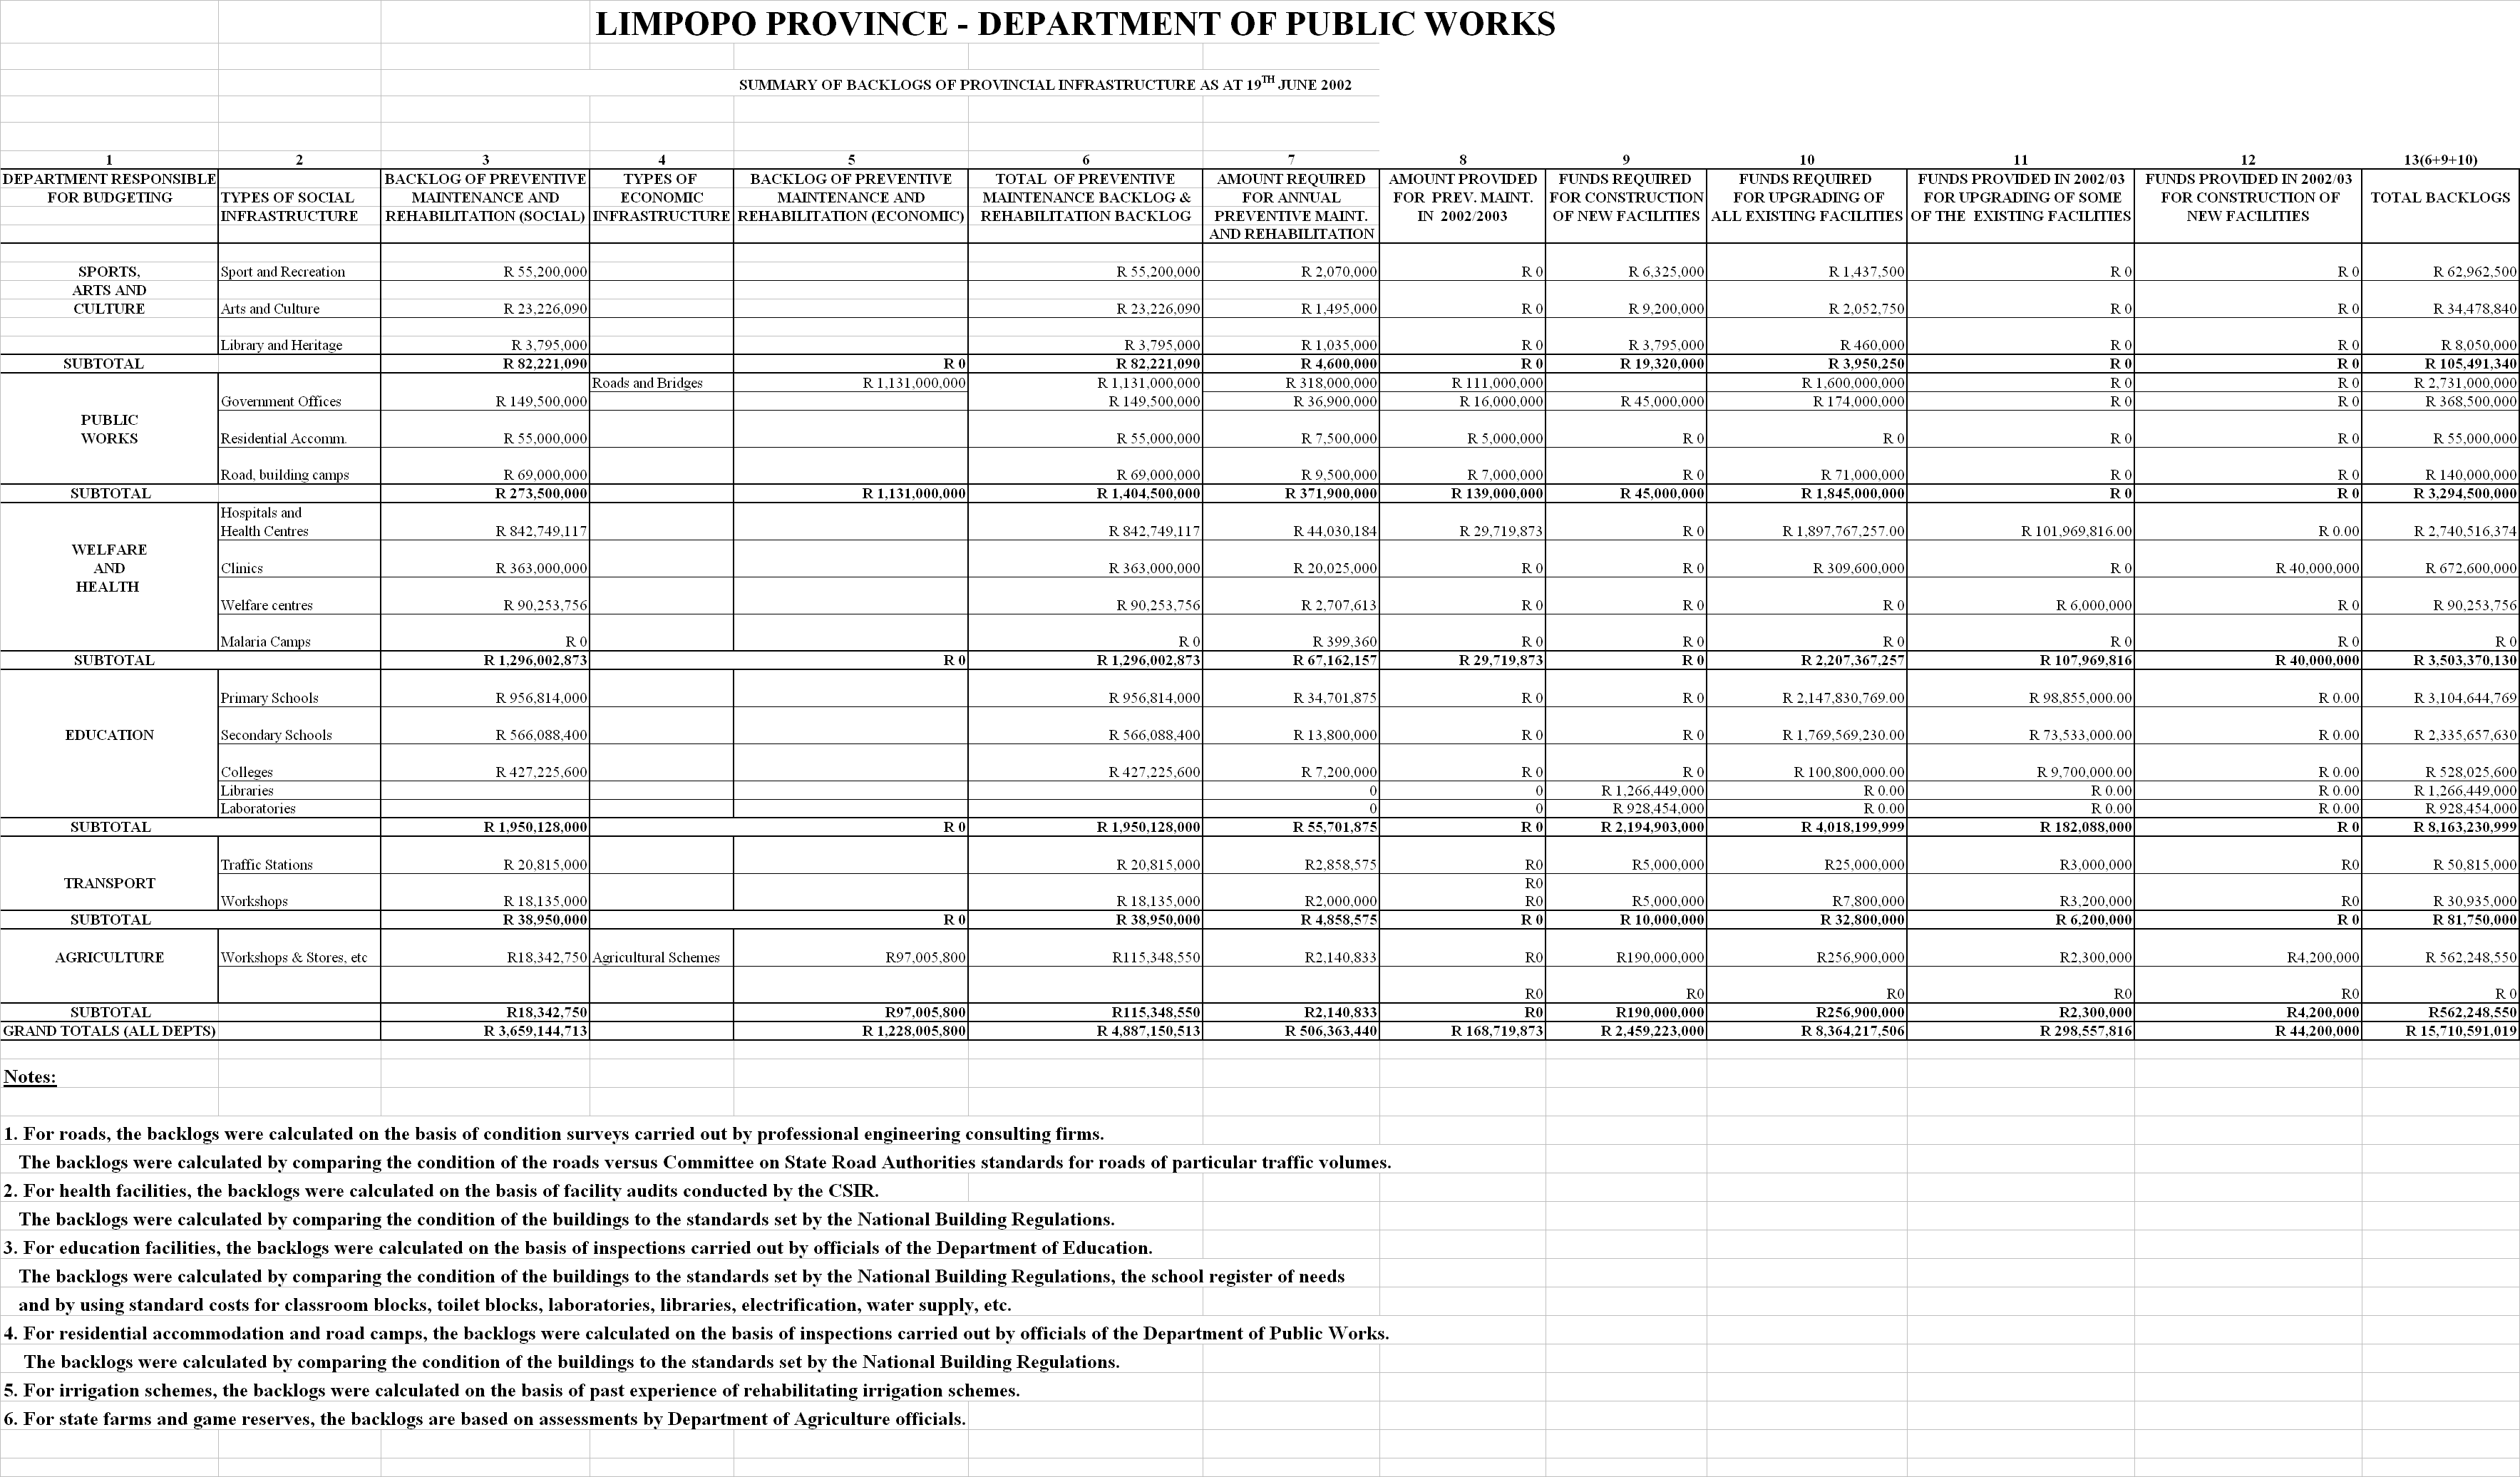 LIMPOPO PROVINCE - DEPARTMENT OF PUBLIC WORKS
SUMMARY OF BACKLOGS OF PROVINCIAL INFRASTRUCTURE AS AT 19TH JUNE 2002
1 2 3 4 5 6 7 8 9 10 11 12 13(6+9+10)
DEPARTMENT RESPONSIBLE BACKLOG OF PREVENTIVE TYPES OF BACKLOG OF PREVENTIVE TOTAL OF PREVENTIVE AMOUNT REQUIRED AMOUNT PROVIDED FUNDS REQUIRED FUNDS REQUIRED FUNDS PROVIDED IN 2002/03 FUNDS PROVIDED IN 2002/03
FOR BUDGETING TYPES OF SOCIAL MAINTENANCE AND ECONOMIC MAINTENANCE AND MAINTENANCE BACKLOG & FOR ANNUAL FOR PREV. MAINT. FOR CONSTRUCTION FOR UPGRADING OF FOR UPGRADING OF SOME FOR CONSTRUCTION OF TOTAL BACKLOGS
INFRASTRUCTURE REHABILITATION (SOCIAL) INFRASTRUCTURE REHABILITATION (ECONOMIC) REHABILITATION BACKLOG PREVENTIVE MAINT. IN 2002/2003 OF NEW FACILITIES ALL EXISTING FACILITIES OF THE EXISTING FACILITIES NEW FACILITIES
AND REHABILITATION
SPORTS, Sport and Recreation R 55,200,000 R 55,200,000 R 2,070,000 R 0 R 6,325,000 R 1,437,500 R 0 R 0 R 62,962,500
ARTS AND
CULTURE Arts and Culture R 23,226,090 R 23,226,090 R 1,495,000 R 0 R 9,200,000 R 2,052,750 R 0 R 0 R 34,478,840
Library and Heritage R 3,795,000 R 3,795,000 R 1,035,000 R 0 R 3,795,000 R 460,000 R 0 R 0 R 8,050,000
SUBTOTAL R 82,221,090 R 0 R 82,221,090 R 4,600,000 R 0 R 19,320,000 R 3,950,250 R 0 R 0 R 105,491,340
Roads and Bridges R 1,131,000,000 R 1,131,000,000 R 318,000,000 R 111,000,000 R 1,600,000,000 R 0 R 0 R 2,731,000,000
Government Offices R 149,500,000 R 149,500,000 R 36,900,000 R 16,000,000 R 45,000,000 R 174,000,000 R 0 R 0 R 368,500,000
PUBLIC
WORKS Residential Accomm. R 55,000,000 R 55,000,000 R 7,500,000 R 5,000,000 R 0 R 0 R 0 R 0 R 55,000,000
Road, building camps R 69,000,000 R 69,000,000 R 9,500,000 R 7,000,000 R 0 R 71,000,000 R 0 R 0 R 140,000,000
SUBTOTAL R 273,500,000 R 1,131,000,000 R 1,404,500,000 R 371,900,000 R 139,000,000 R 45,000,000 R 1,845,000,000 R 0 R 0 R 3,294,500,000
Hospitals and
Health Centres R 842,749,117 R 842,749,117 R 44,030,184 R 29,719,873 R 0 R 1,897,767,257.00 R 101,969,816.00 R 0.00 R 2,740,516,374
WELFARE
AND Clinics R 363,000,000 R 363,000,000 R 20,025,000 R 0 R 0 R 309,600,000 R 0 R 40,000,000 R 672,600,000
HEALTH
Welfare centres R 90,253,756 R 90,253,756 R 2,707,613 R 0 R 0 R 0 R 6,000,000 R 0 R 90,253,756
Malaria Camps R 0 R 0 R 399,360 R 0 R 0 R 0 R 0 R 0 R 0
SUBTOTAL R 1,296,002,873 R 0 R 1,296,002,873 R 67,162,157 R 29,719,873 R 0 R 2,207,367,257 R 107,969,816 R 40,000,000 R 3,503,370,130
Primary Schools R 956,814,000 R 956,814,000 R 34,701,875 R 0 R 0 R 2,147,830,769.00 R 98,855,000.00 R 0.00 R 3,104,644,769
EDUCATION Secondary Schools R 566,088,400 R 566,088,400 R 13,800,000 R 0 R 0 R 1,769,569,230.00 R 73,533,000.00 R 0.00 R 2,335,657,630
Colleges R 427,225,600 R 427,225,600 R 7,200,000 R 0 R 0 R 100,800,000.00 R 9,700,000.00 R 0.00 R 528,025,600
Libraries 0 0 R 1,266,449,000 R 0.00 R 0.00 R 0.00 R 1,266,449,000
Laboratories 0 0 R 928,454,000 R 0.00 R 0.00 R 0.00 R 928,454,000
SUBTOTAL R 1,950,128,000 R 0 R 1,950,128,000 R 55,701,875 R 0 R 2,194,903,000 R 4,018,199,999 R 182,088,000 R 0 R 8,163,230,999
Traffic Stations R 20,815,000 R 20,815,000 R2,858,575 R0 R5,000,000 R25,000,000 R3,000,000 R0 R 50,815,000
TRANSPORT R0
Workshops R 18,135,000 R 18,135,000 R2,000,000 R0 R5,000,000 R7,800,000 R3,200,000 R0 R 30,935,000
SUBTOTAL R 38,950,000 R 0 R 38,950,000 R 4,858,575 R 0 R 10,000,000 R 32,800,000 R 6,200,000 R 0 R 81,750,000
AGRICULTURE Workshops & Stores, etc R18,342,750 Agricultural Schemes R97,005,800 R115,348,550 R2,140,833 R0 R190,000,000 R256,900,000 R2,300,000 R4,200,000 R 562,248,550
R0 R0 R0 R0 R0 R 0
SUBTOTAL R18,342,750 R97,005,800 R115,348,550 R2,140,833 R0 R190,000,000 R256,900,000 R2,300,000 R4,200,000 R562,248,550
GRAND TOTALS (ALL DEPTS) R 3,659,144,713 R 1,228,005,800 R 4,887,150,513 R 506,363,440 R 168,719,873 R 2,459,223,000 R 8,364,217,506 R 298,557,816 R 44,200,000 R 15,710,591,019
Notes:
1. For roads, the backlogs were calculated on the basis of condition surveys carried out by professional engineering consulting firms.
The backlogs were calculated by comparing the condition of the roads versus Committee on State Road Authorities standards for roads of particular traffic volumes.
2. For health facilities, the backlogs were calculated on the basis of facility audits conducted by the CSIR.
The backlogs were calculated by comparing the condition of the buildings to the standards set by the National Building Regulations.
3. For education facilities, the backlogs were calculated on the basis of inspections carried out by officials of the Department of Education.
The backlogs were calculated by comparing the condition of the buildings to the standards set by the National Building Regulations, the school register of needs
and by using standard costs for classroom blocks, toilet blocks, laboratories, libraries, electrification, water supply, etc.
4. For residential accommodation and road camps, the backlogs were calculated on the basis of inspections carried out by officials of the Department of Public Works.
The backlogs were calculated by comparing the condition of the buildings to the standards set by the National Building Regulations.
5. For irrigation schemes, the backlogs were calculated on the basis of past experience of rehabilitating irrigation schemes.
6. For state farms and game reserves, the backlogs are based on assessments by Department of Agriculture officials.